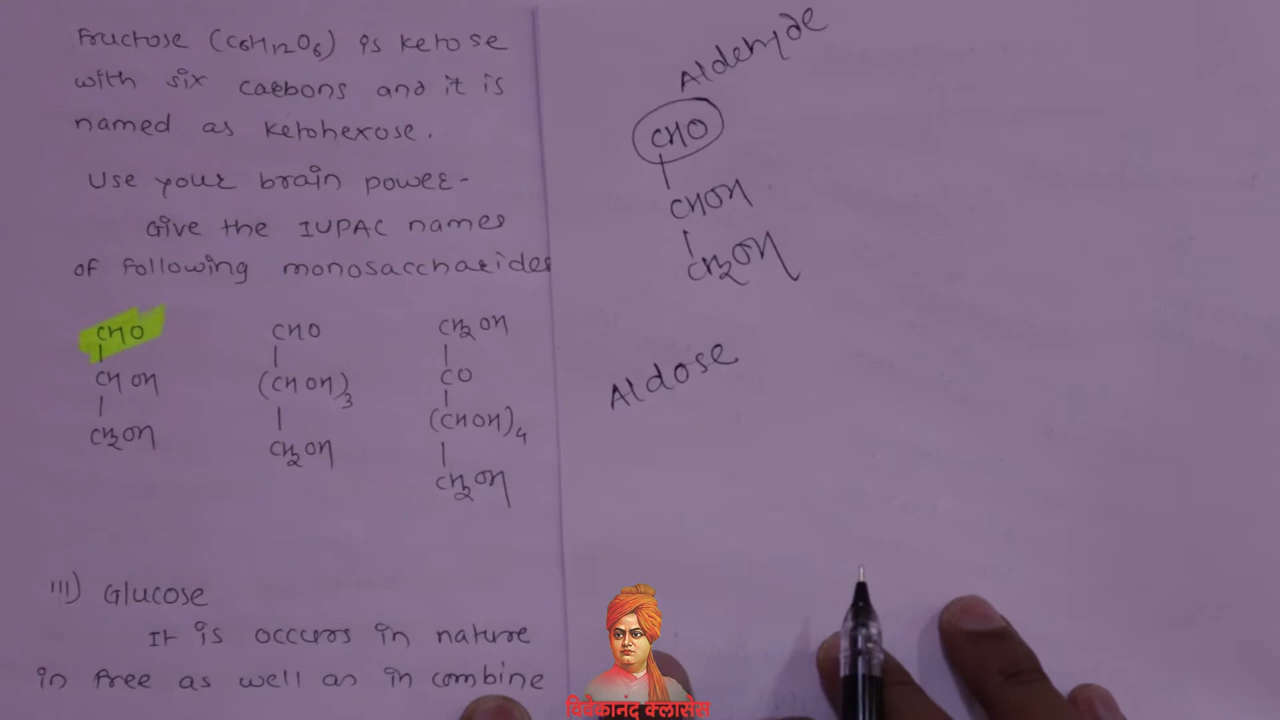 Fructose (C6H12O6) is ketose
with six carbons and it is
named as ketohexose.
Use your brain power-
Give the IUPAC names
of following monosaccharides
CHO
|
CHOH
|
CH2OH
CHO
|
(CHOH)3
|
CH2OH
CH2OH
|
CO
|
(CHOH)4
|
CH2OH
III) Glucose
It is occurs in nature
in free as well as in combine
Aldehyde
CHO
|
CHOH
|
CH2OH
Aldose
विवेकानंद क्लासेस